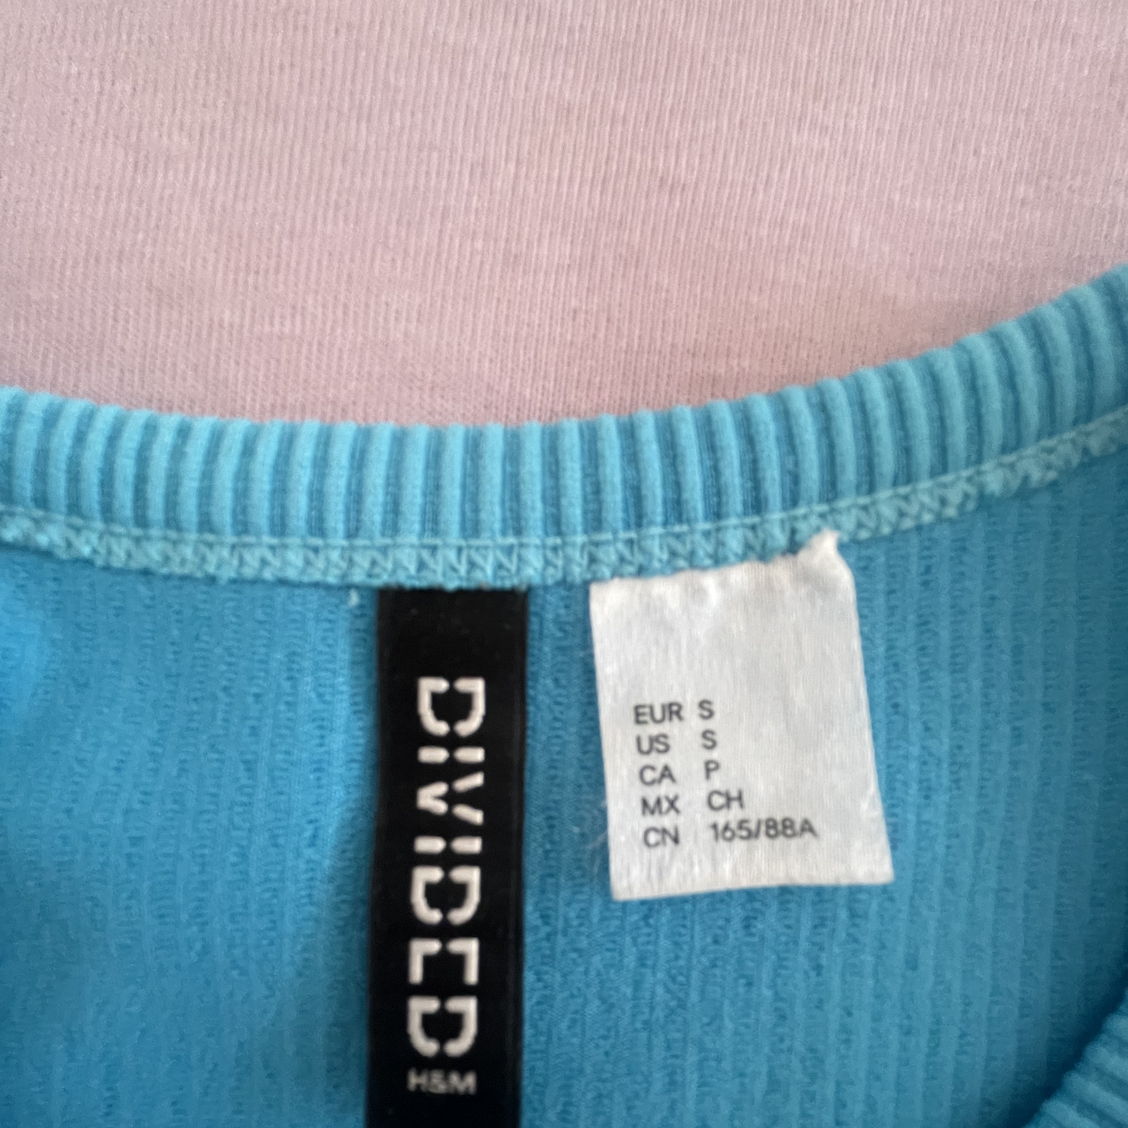 DIVIDED
H&M
EUR S
US S
CA P
MX CH
CN 165/88A